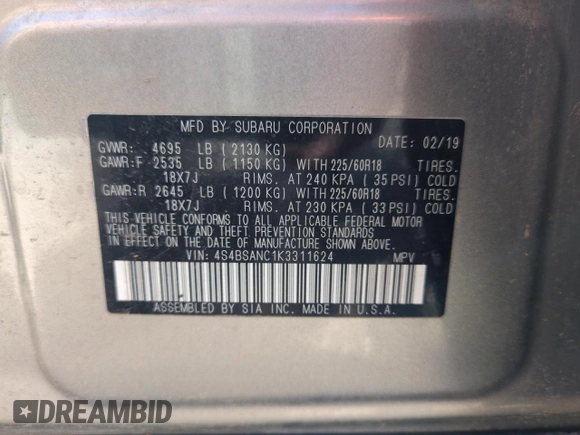 MFD BY SUBARU CORPORATION
GVWR: 4695 LB ( 2130 KG) DATE: 02/19
GAWR:F 2535 LB ( 1150 KG) WITH 225/60R18 TIRES.
18X7J RIMS. AT 240 KPA ( 35 PSI) COLD
GAWR:R 2645 LB ( 1200 KG) WITH 225/60R18 TIRES.
18X7J RIMS. AT 230 KPA ( 33 PSI) COLD
THIS VEHICLE CONFORMS TO ALL APPLICABLE FEDERAL MOTOR
VEHICLE SAFETY AND THEFT PREVENTION STANDARDS
IN EFFECT ON THE DATE OF MANUFACTURE SHOWN ABOVE.
VIN: 4S4BSANC1K3311624 MPV
ASSEMBLED BY SIA INC. MADE IN U.S.A.
DREAMBID